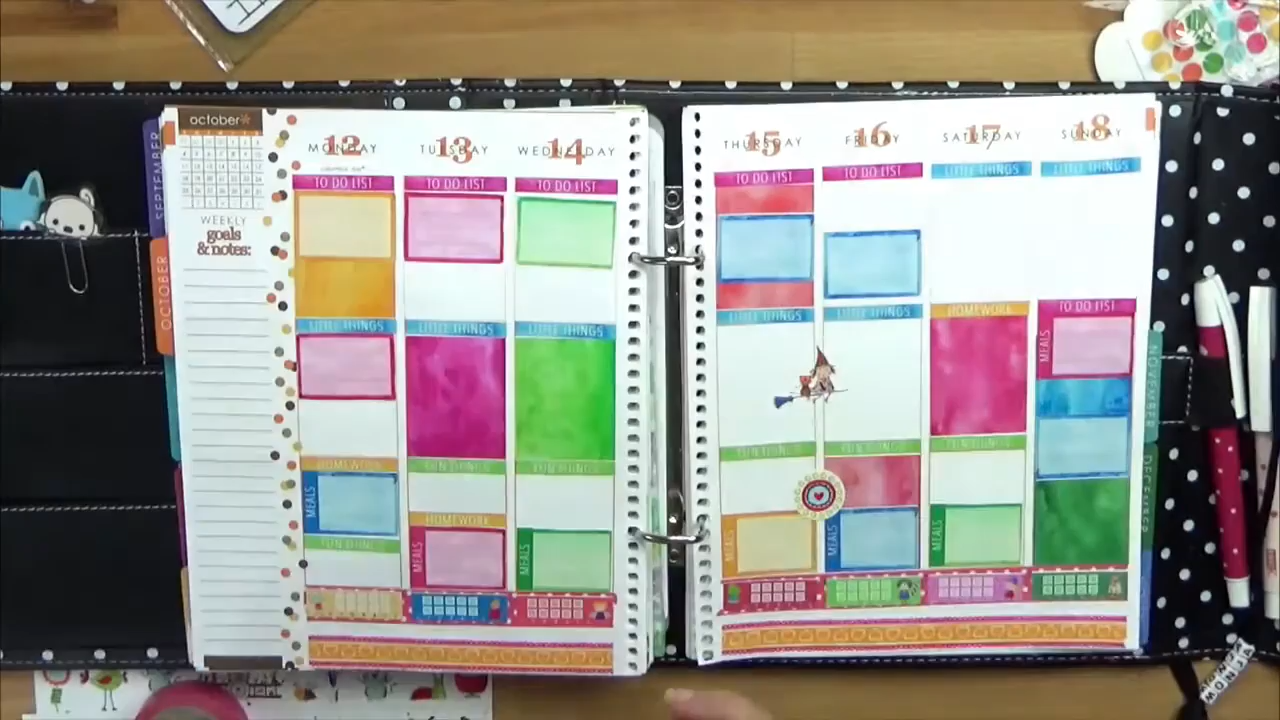 october
WEEKLY
goals
& notes:
SEPTEMBER
OCTOBER
NOVEMBER
DECEMBER
12 MONDAY
TO DO LIST
LITTLE THINGS
HOMEWORK
MEALS
FUN THINGS
13 TUESDAY
TO DO LIST
LITTLE THINGS
FUN THINGS
HOMEWORK
MEALS
14 WEDNESDAY
TO DO LIST
LITTLE THINGS
FUN THINGS
MEALS
15 THURSDAY
TO DO LIST
LITTLE THINGS
FUN THINGS
MEALS
16 FRIDAY
TO DO LIST
LITTLE THINGS
FUN THINGS
MEALS
17 SATURDAY
LITTLE THINGS
HOMEWORK
FUN THINGS
MEALS
18 SUNDAY
LITTLE THINGS
TO DO LIST
MEALS